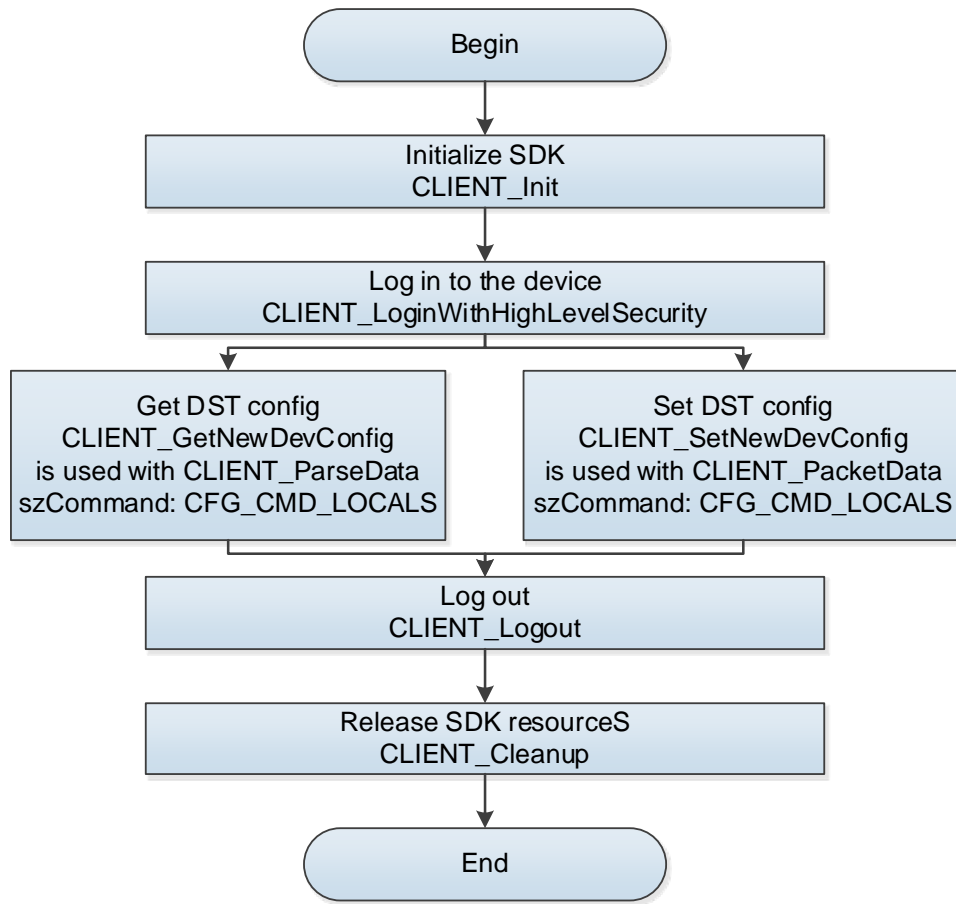 Begin
Initialize SDK
CLIENT_Init
Log in to the device
CLIENT_LoginWithHighLevelSecurity
Get DST config
CLIENT_GetNewDevConfig
is used with CLIENT_ParseData
szCommand: CFG_CMD_LOCALS
Set DST config
CLIENT_SetNewDevConfig
is used with CLIENT_PacketData
szCommand: CFG_CMD_LOCALS
Log out
CLIENT_Logout
Release SDK resourceS
CLIENT_Cleanup
End